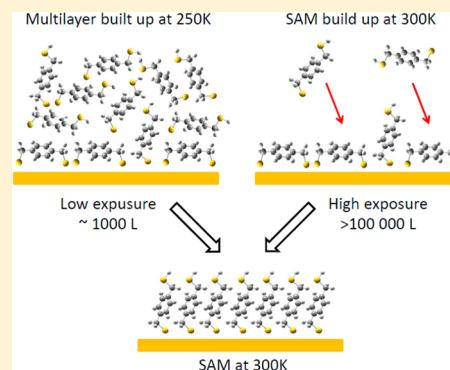 Multilayer built up at 250K
SAM build up at 300K
Low expusure
~ 1000 L
High exposure
>100 000 L
SAM at 300K